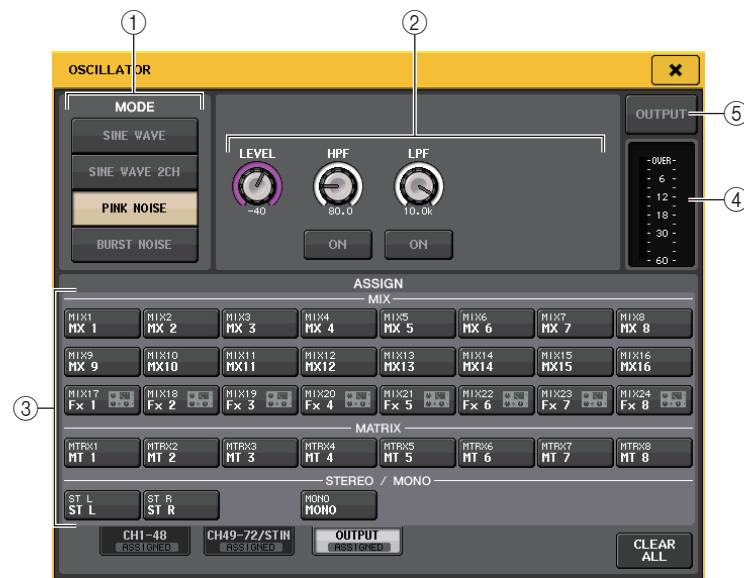 1
2
OSCILLATOR
MODE
SINE WAVE
SINE WAVE 2CH
PINK NOISE
BURST NOISE
LEVEL HPF LPF
-40 80.0 10.0k
ON ON
OUTPUT
5
-OVER-
6
12
18
30
60
4
3
ASSIGN
MIX
MIX1 MIX2 MIX3 MIX4 MIX5 MIX6 MIX7 MIX8
MX 1 MX 2 MX 3 MX 4 MX 5 MX 6 MX 7 MX 8
MIX9 MIX10 MIX11 MIX12 MIX13 MIX14 MIX15 MIX16
MX 9 MX10 MX11 MX12 MX13 MX14 MX15 MX16
MIX17 MIX18 MIX19 MIX20 MIX21 MIX22 MIX23 MIX24
Fx 1 Fx 2 Fx 3 Fx 4 Fx 5 Fx 6 Fx 7 Fx 8
MATRIX
MTRX1 MTRX2 MTRX3 MTRX4 MTRX5 MTRX6 MTRX7 MTRX8
MT 1 MT 2 MT 3 MT 4 MT 5 MT 6 MT 7 MT 8
STEREO / MONO
ST L ST R MONO
ST L ST R MONO
CH1-48 CH49-72/STIN OUTPUT
ASSIGNED ASSIGNED ASSIGNED
CLEAR
ALL